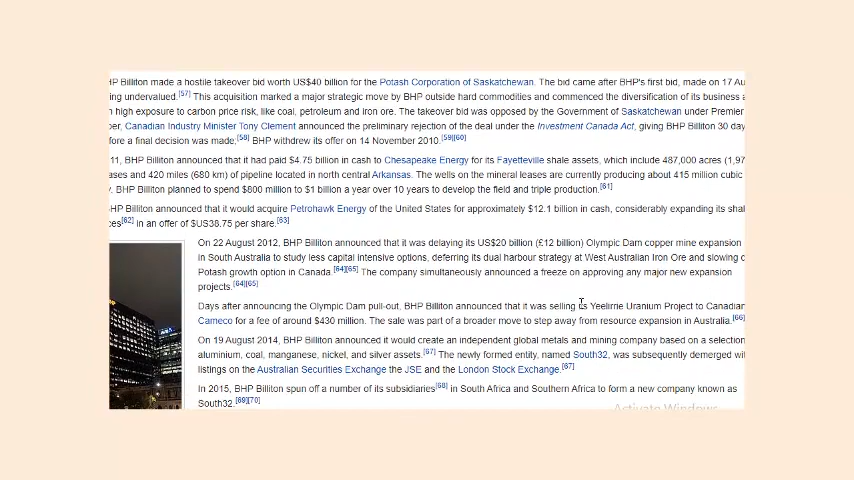 HP Billiton made a hostile takeover bid worth US$40 billion for the Potash Corporation of Saskatchewan. The bid came after BHP's first bid, made on 17 Au
ing undervalued.[57] This acquisition marked a major strategic move by BHP outside hard commodities and commenced the diversification of its business a
n high exposure to carbon price risk, like coal, petroleum and iron ore. The takeover bid was opposed by the Government of Saskatchewan under Premier
er, Canadian Industry Minister Tony Clement announced the preliminary rejection of the deal under the Investment Canada Act, giving BHP Billiton 30 day
fore a final decision was made;[58] BHP withdrew its offer on 14 November 2010.[59][60]
11, BHP Billiton announced that it had paid $4.75 billion in cash to Chesapeake Energy for its Fayetteville shale assets, which include 487,000 acres (1,97
ases and 420 miles (680 km) of pipeline located in north central Arkansas. The wells on the mineral leases are currently producing about 415 million cubic
. BHP Billiton planned to spend $800 million to $1 billion a year over 10 years to develop the field and triple production.[61]
HP Billiton announced that it would acquire Petrohawk Energy of the United States for approximately $12.1 billion in cash, considerably expanding its shal
ces[62] in an offer of $US38.75 per share.[63]
On 22 August 2012, BHP Billiton announced that it was delaying its US$20 billion (£12 billion) Olympic Dam copper mine expansion
in South Australia to study less capital intensive options, deferring its dual harbour strategy at West Australian Iron Ore and slowing d
Potash growth option in Canada.[64][65] The company simultaneously announced a freeze on approving any major new expansion
projects.[64][65]
Days after announcing the Olympic Dam pull-out, BHP Billiton announced that it was selling its Yeelirrie Uranium Project to Canadian
Cameco for a fee of around $430 million. The sale was part of a broader move to step away from resource expansion in Australia.[66]
On 19 August 2014, BHP Billiton announced it would create an independent global metals and mining company based on a selection
aluminium, coal, manganese, nickel, and silver assets.[67] The newly formed entity, named South32, was subsequently demerged wit
listings on the Australian Securities Exchange the JSE and the London Stock Exchange.[67]
In 2015, BHP Billiton spun off a number of its subsidiaries[68] in South Africa and Southern Africa to form a new company known as
South32.[69][70]
Activate Windows